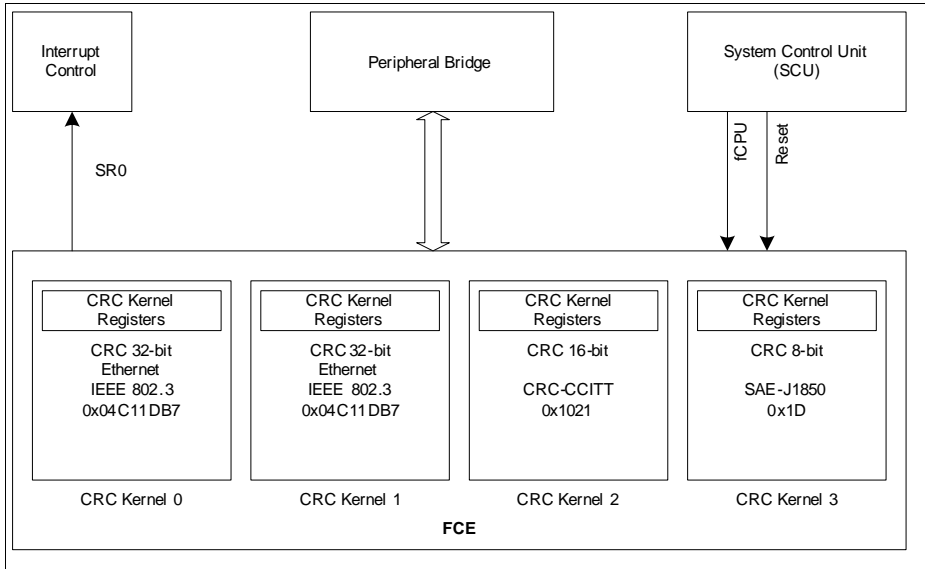 Interrupt
Control
Peripheral Bridge
System Control Unit
(SCU)
SR0
fCPU
Reset
CRC Kernel
Registers
CRC 32-bit
Ethernet
IEEE 802.3
0x04C11DB7
CRC Kernel 0
CRC Kernel
Registers
CRC 32-bit
Ethernet
IEEE 802.3
0x04C11DB7
CRC Kernel 1
CRC Kernel
Registers
CRC 16-bit
CRC-CCITT
0x1021
CRC Kernel 2
CRC Kernel
Registers
CRC 8-bit
SAE-J1850
0x1D
CRC Kernel 3
FCE